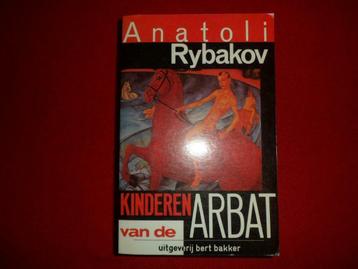 Anatoli
Rybakov
KINDEREN
van de ARBAT
uitgeverij bert bakker